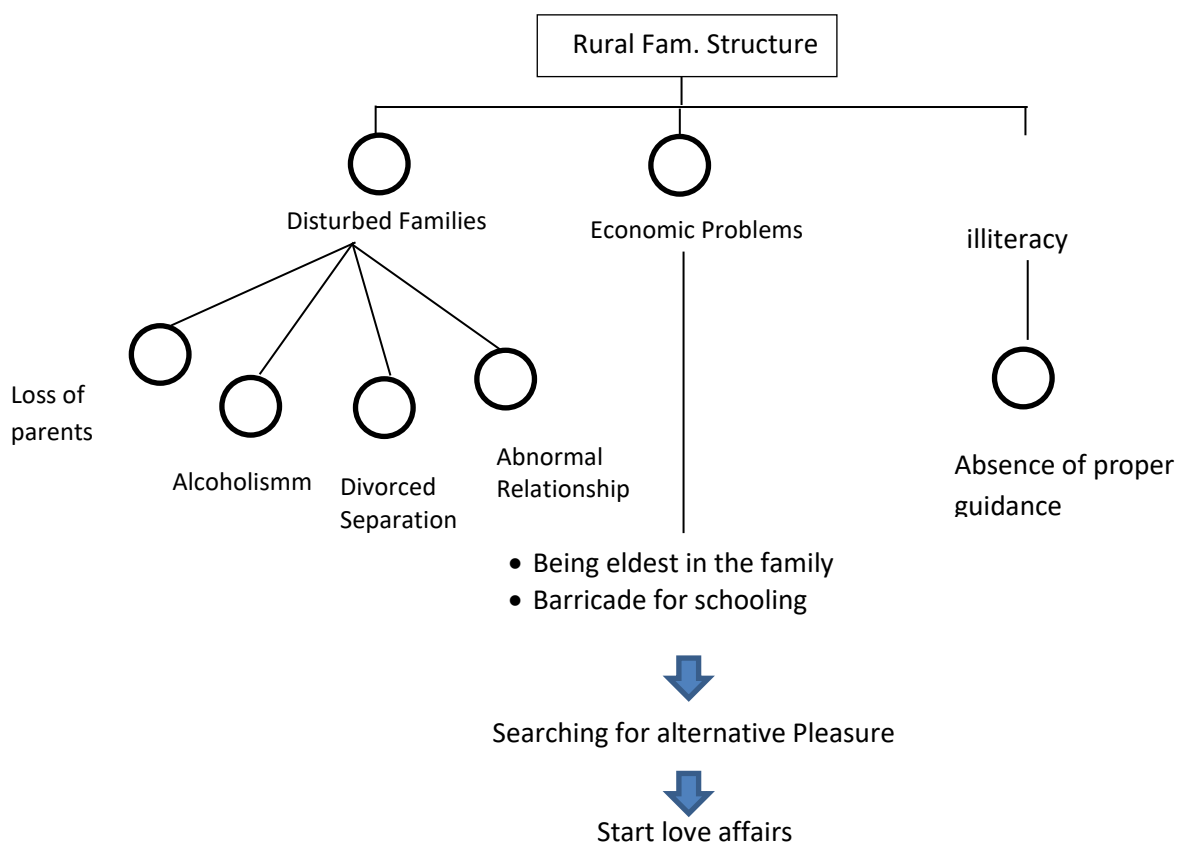 Rural Fam. Structure
Disturbed Families
Economic Problems
illiteracy
Loss of
parents
Alcoholismm
Divorced
Separation
Abnormal
Relationship
Absence of proper
guidance
• Being eldest in the family
• Barricade for schooling
Searching for alternative Pleasure
Start love affairs